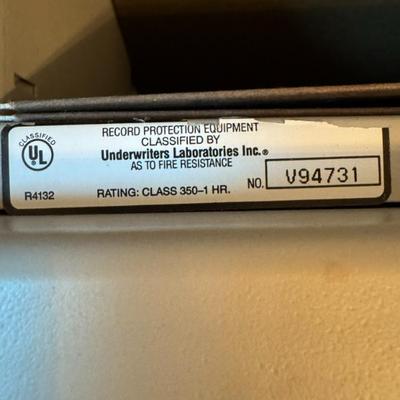 CLASSIFIED
UL
R4132
RECORD PROTECTION EQUIPMENT
CLASSIFIED BY
Underwriters Laboratories Inc.®
AS TO FIRE RESISTANCE
RATING: CLASS 350–1 HR. NO. V94731